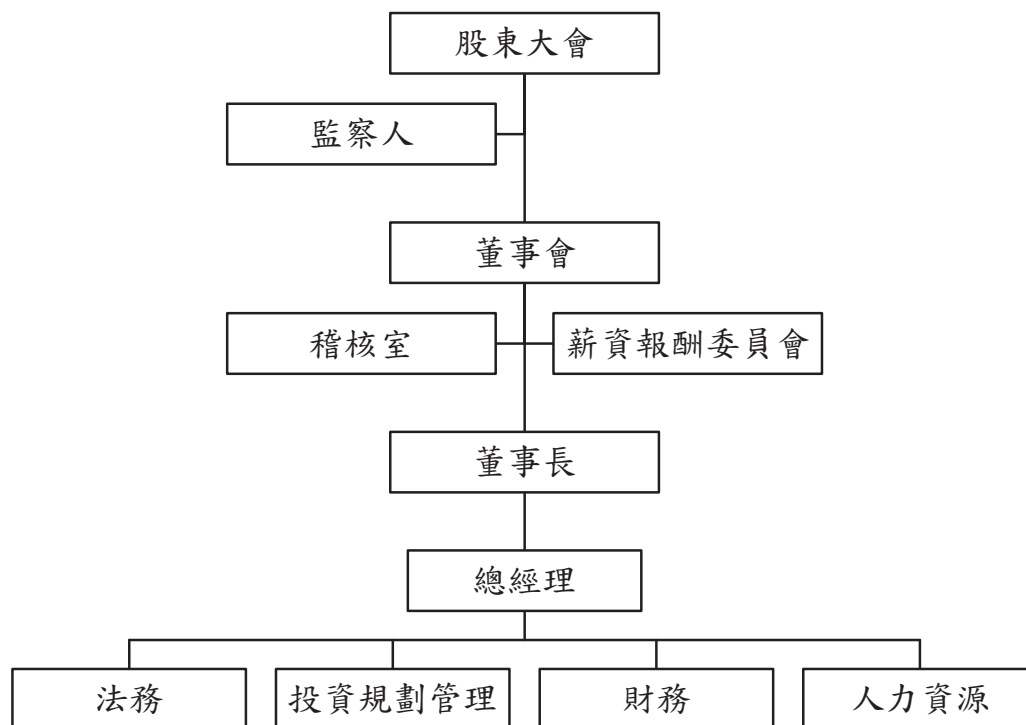 股東大會
監察人
董事會
稽核室
薪資報酬委員會
董事長
總經理
法務
投資規劃管理
財務
人力資源